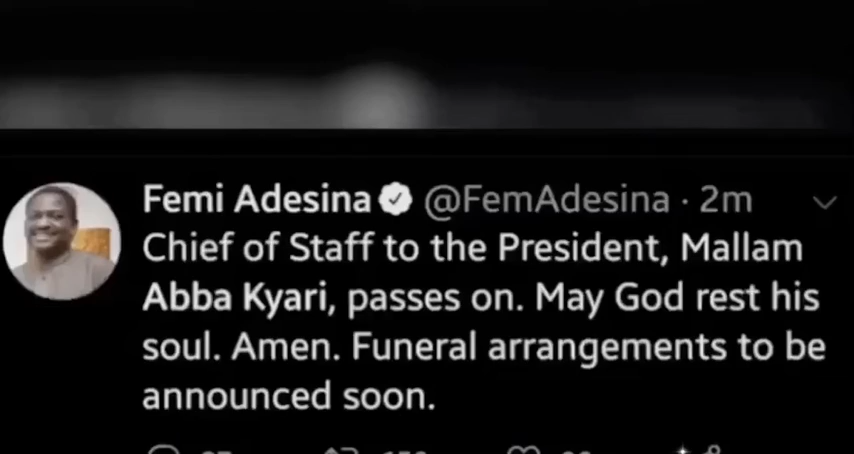 Femi Adesina @FemAdesina · 2m
Chief of Staff to the President, Mallam
Abba Kyari, passes on. May God rest his
soul. Amen. Funeral arrangements to be
announced soon.